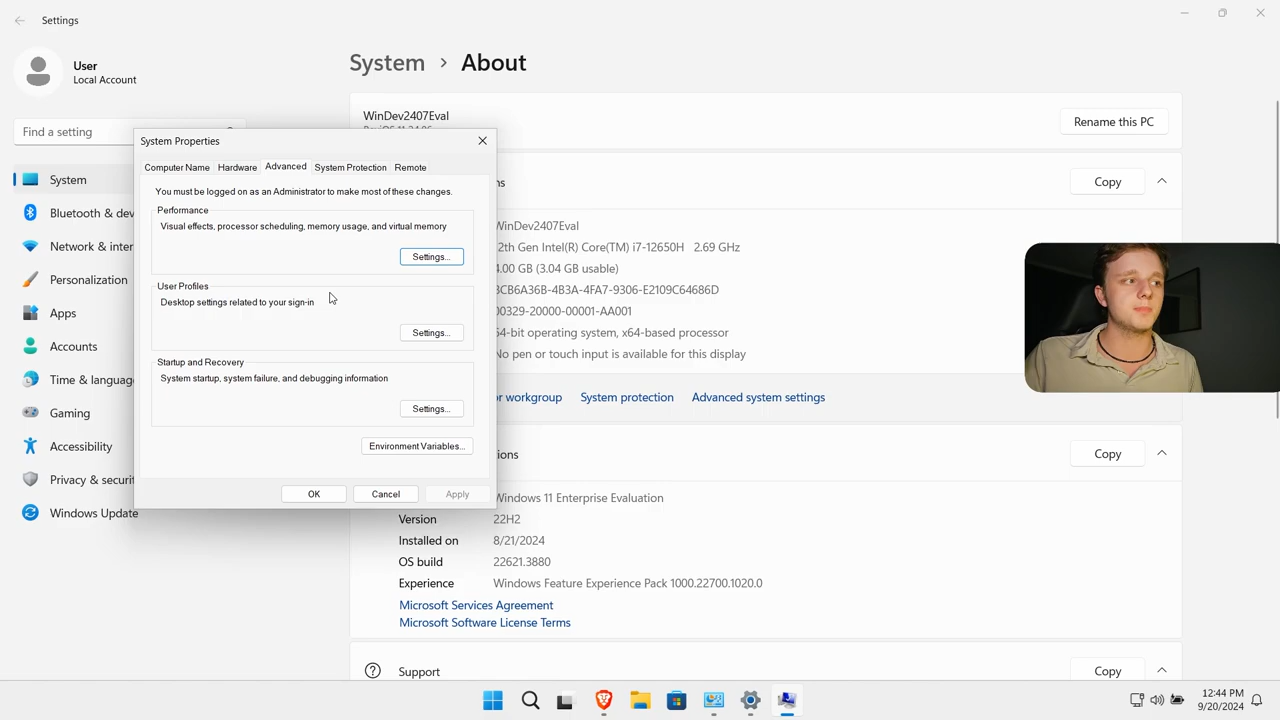 Settings
User
Local Account
Find a setting
System
Bluetooth & dev
Network & inter
Personalization
Apps
Accounts
Time & language
Gaming
Accessibility
Privacy & securit
Windows Update
System > About
WinDev2407Eval
Rename this PC
Copy
WinDev2407Eval
2th Gen Intel(R) Core(TM) i7-12650H 2.69 GHz
4.00 GB (3.04 GB usable)
3CB6A36B-4B3A-4FA7-9306-E2109C64686D
00329-20000-00001-AA001
64-bit operating system, x64-based processor
No pen or touch input is available for this display
or workgroup System protection Advanced system settings
Copy
Windows 11 Enterprise Evaluation
Version 22H2
Installed on 8/21/2024
OS build 22621.3880
Experience Windows Feature Experience Pack 1000.22700.1020.0
Microsoft Services Agreement
Microsoft Software License Terms
Support Copy
System Properties
Computer Name Hardware Advanced System Protection Remote
You must be logged on as an Administrator to make most of these changes.
Performance
Visual effects, processor scheduling, memory usage, and virtual memory
Settings...
User Profiles
Desktop settings related to your sign-in
Settings...
Startup and Recovery
System startup, system failure, and debugging information
Settings...
Environment Variables...
OK Cancel Apply
12:44 PM
9/20/2024